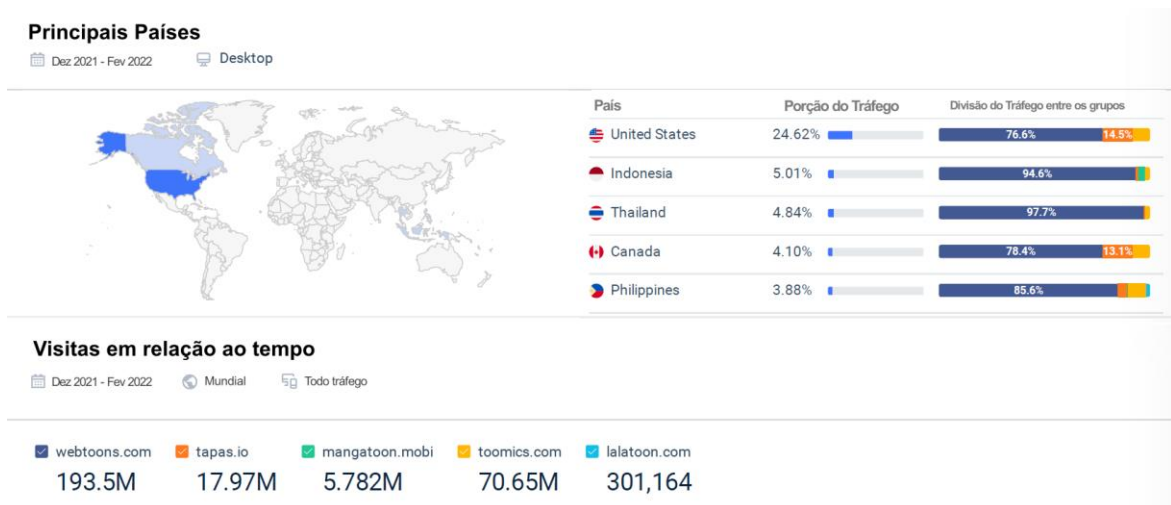 Principais Países
Dez 2021 - Fev 2022 Desktop
País Porção do Tráfego Divisão do Tráfego entre os grupos
United States 24.62% 76.6% 14.5%
Indonesia 5.01% 94.6%
Thailand 4.84% 97.7%
Canada 4.10% 78.4% 13.1%
Philippines 3.88% 85.6%
Visitas em relação ao tempo
Dez 2021 - Fev 2022 Mundial Todo tráfego
webtoons.com tapas.io mangatoon.mobi toomics.com lalatoon.com
193.5M 17.97M 5.782M 70.65M 301,164